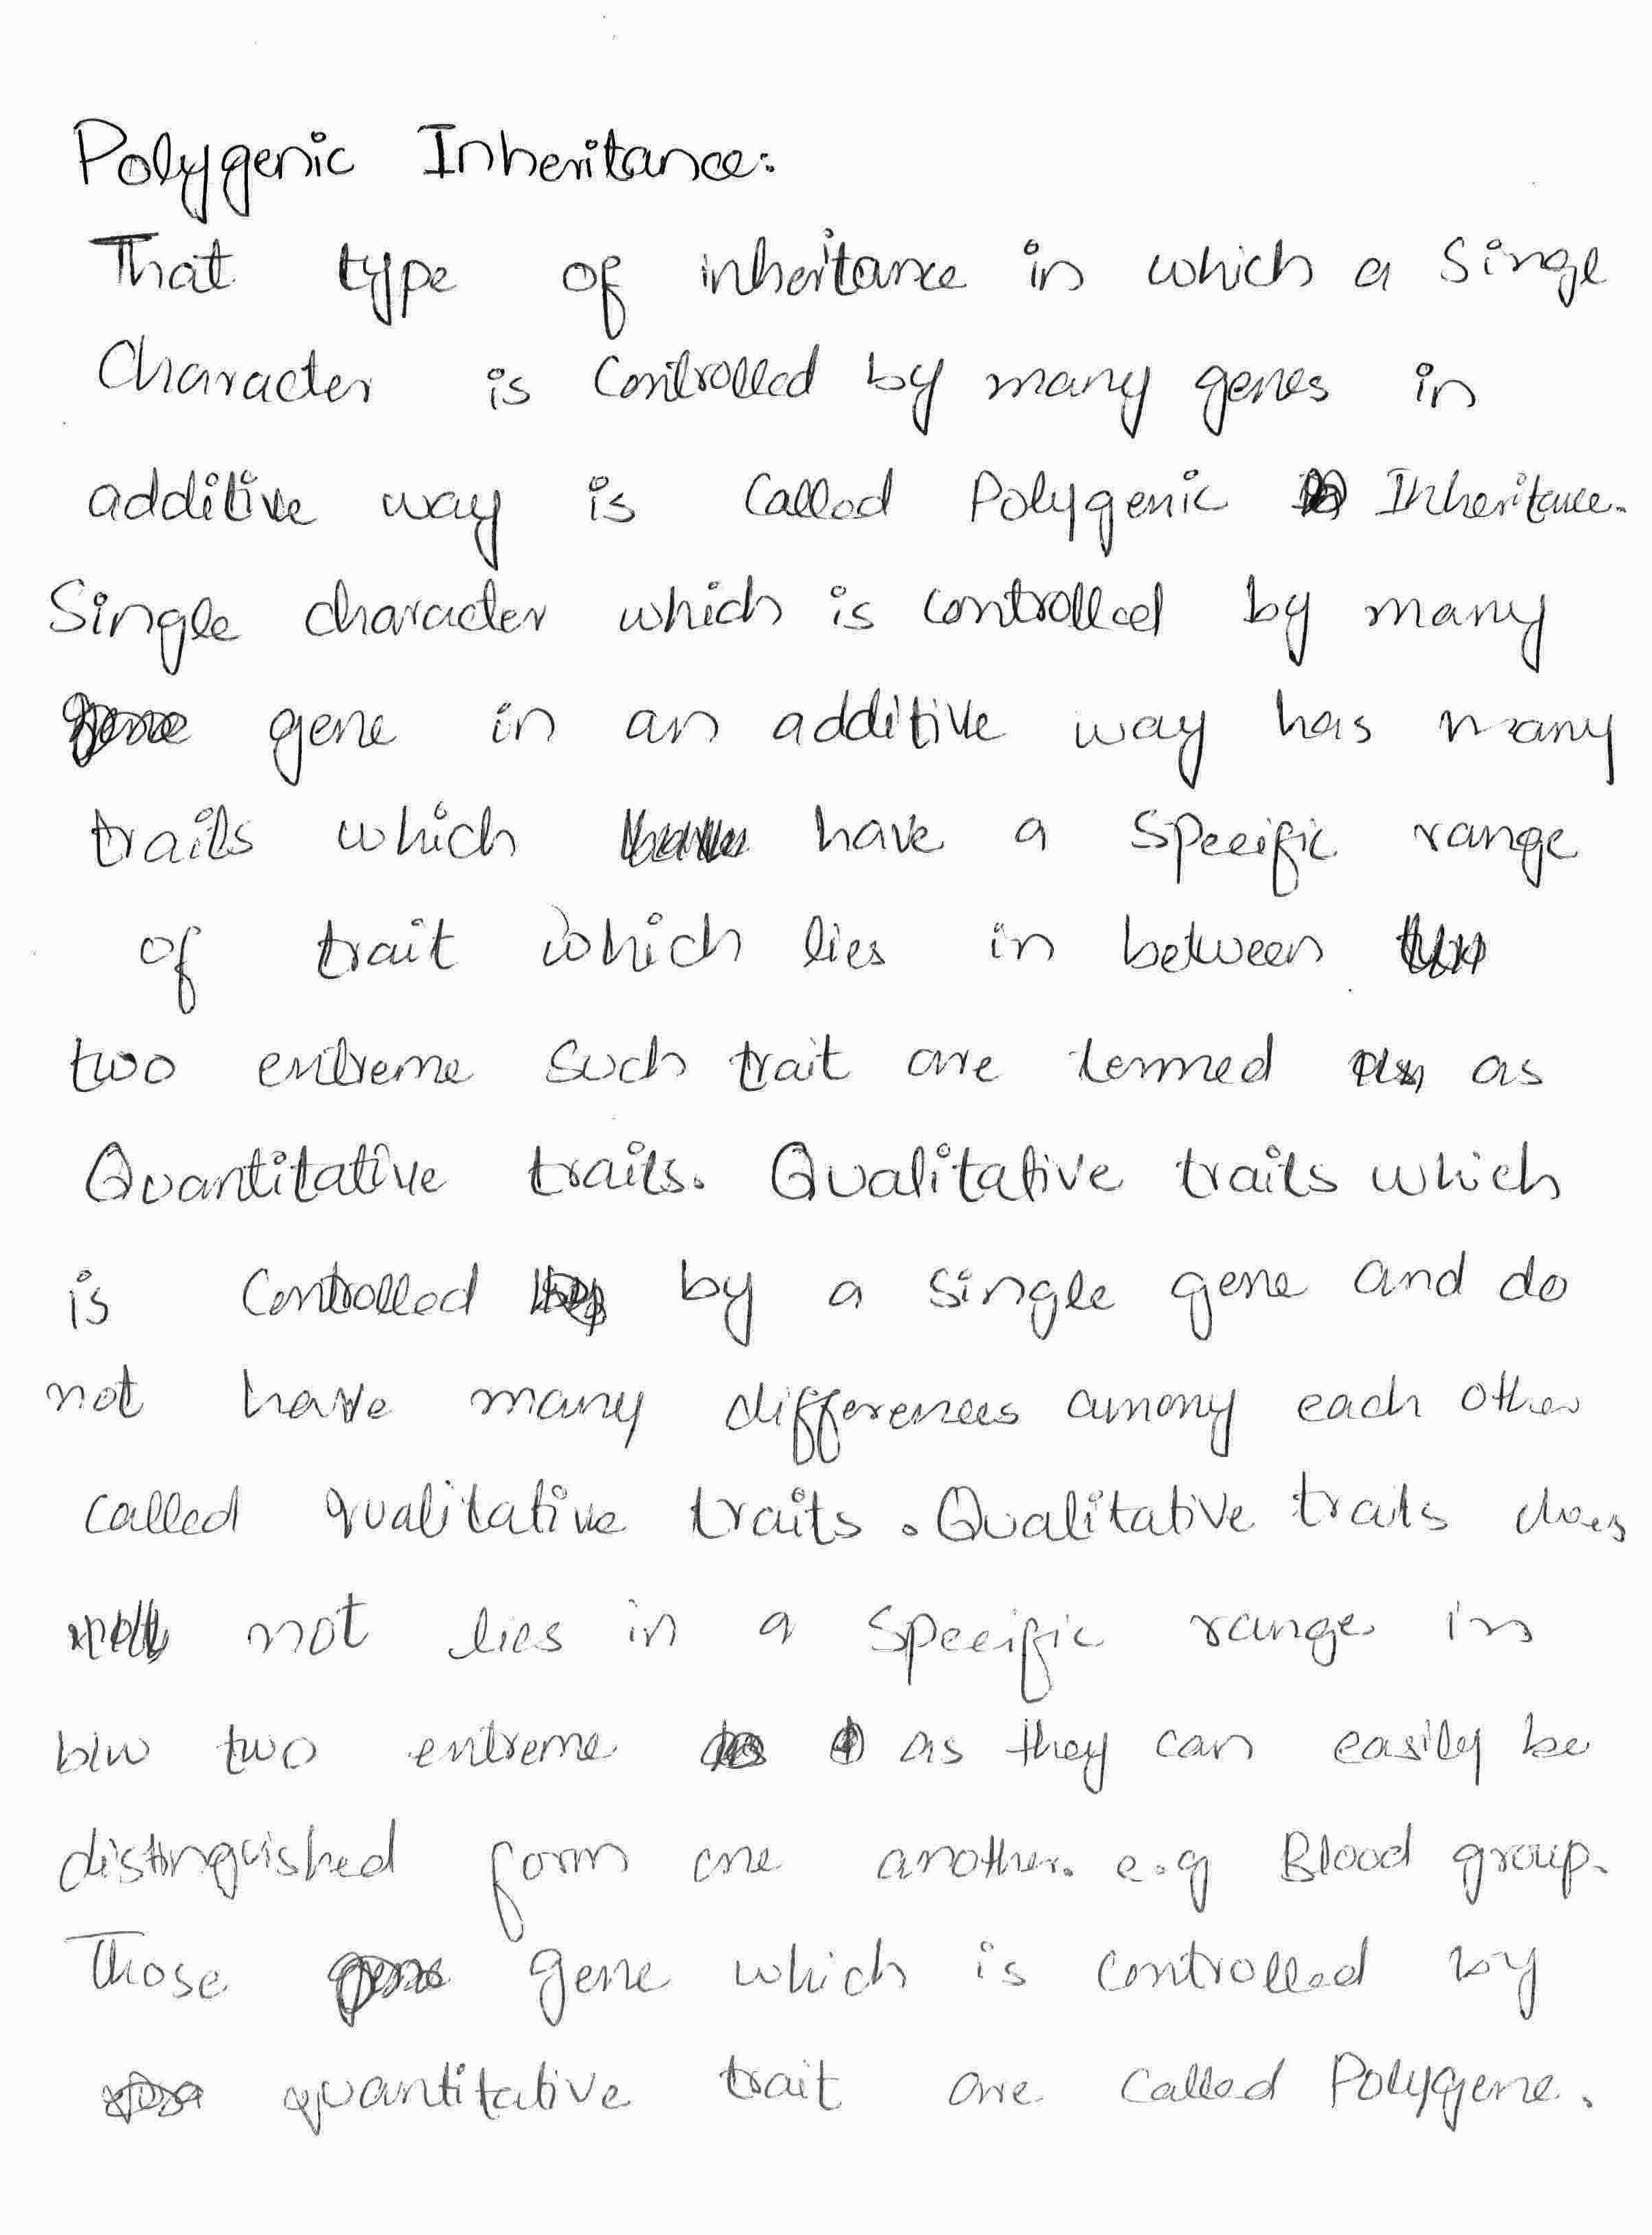 Polygenic Inheritance:
That type of inheritance in which a Singl
Character is Controlled by many genes in
additive way is Called Polygenic Inheritance.
Single character which is controlled by many
gene in an additive way has many
traits which have a Specific range
of trait which lies in between
two extreme Such trait are termed as
Quantitative traits. Qualitative traits which
is Controlled by a single gene and do
not have many differences among each other
called qualitative traits. Qualitative traits does
not lies in a Specific range in
b/w two extreme as they can easily be
distinguished form one another. e.g Blood group.
Those gene which is controlled by
quantitative trait are Called Polygene.